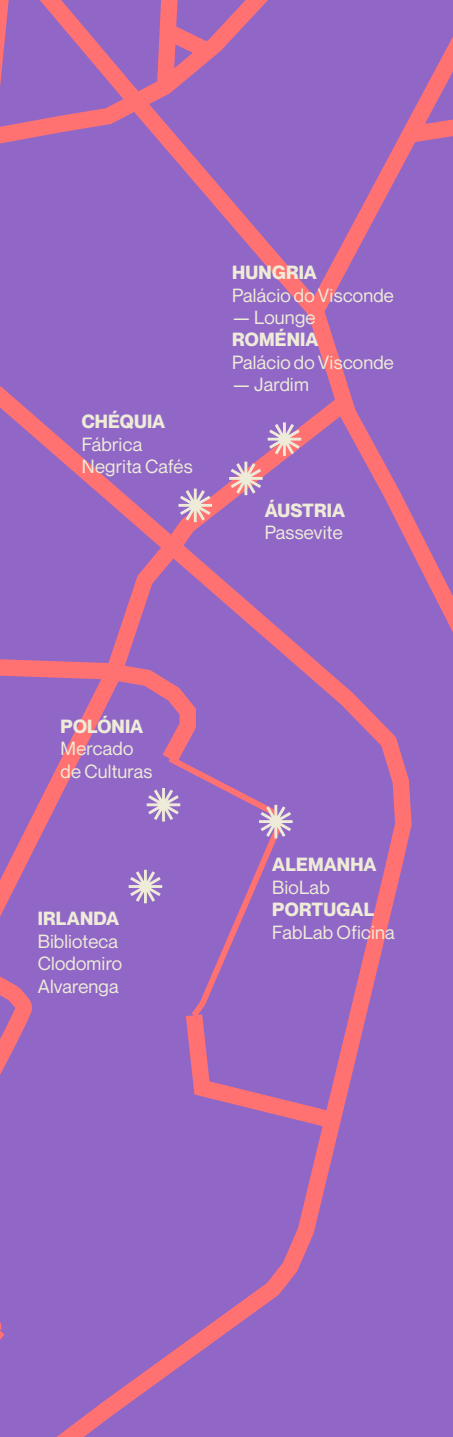 HUNGRIA
Palácio do Visconde
— Lounge
ROMÉNIA
Palácio do Visconde
— Jardim
CHÉQUIA
Fábrica
Negrita Cafés
ÁUSTRIA
Passevite
POLÓNIA
Mercado
de Culturas
ALEMANHA
BioLab
PORTUGAL
FabLab Oficina
IRLANDA
Biblioteca
Clodomiro
Alvarenga